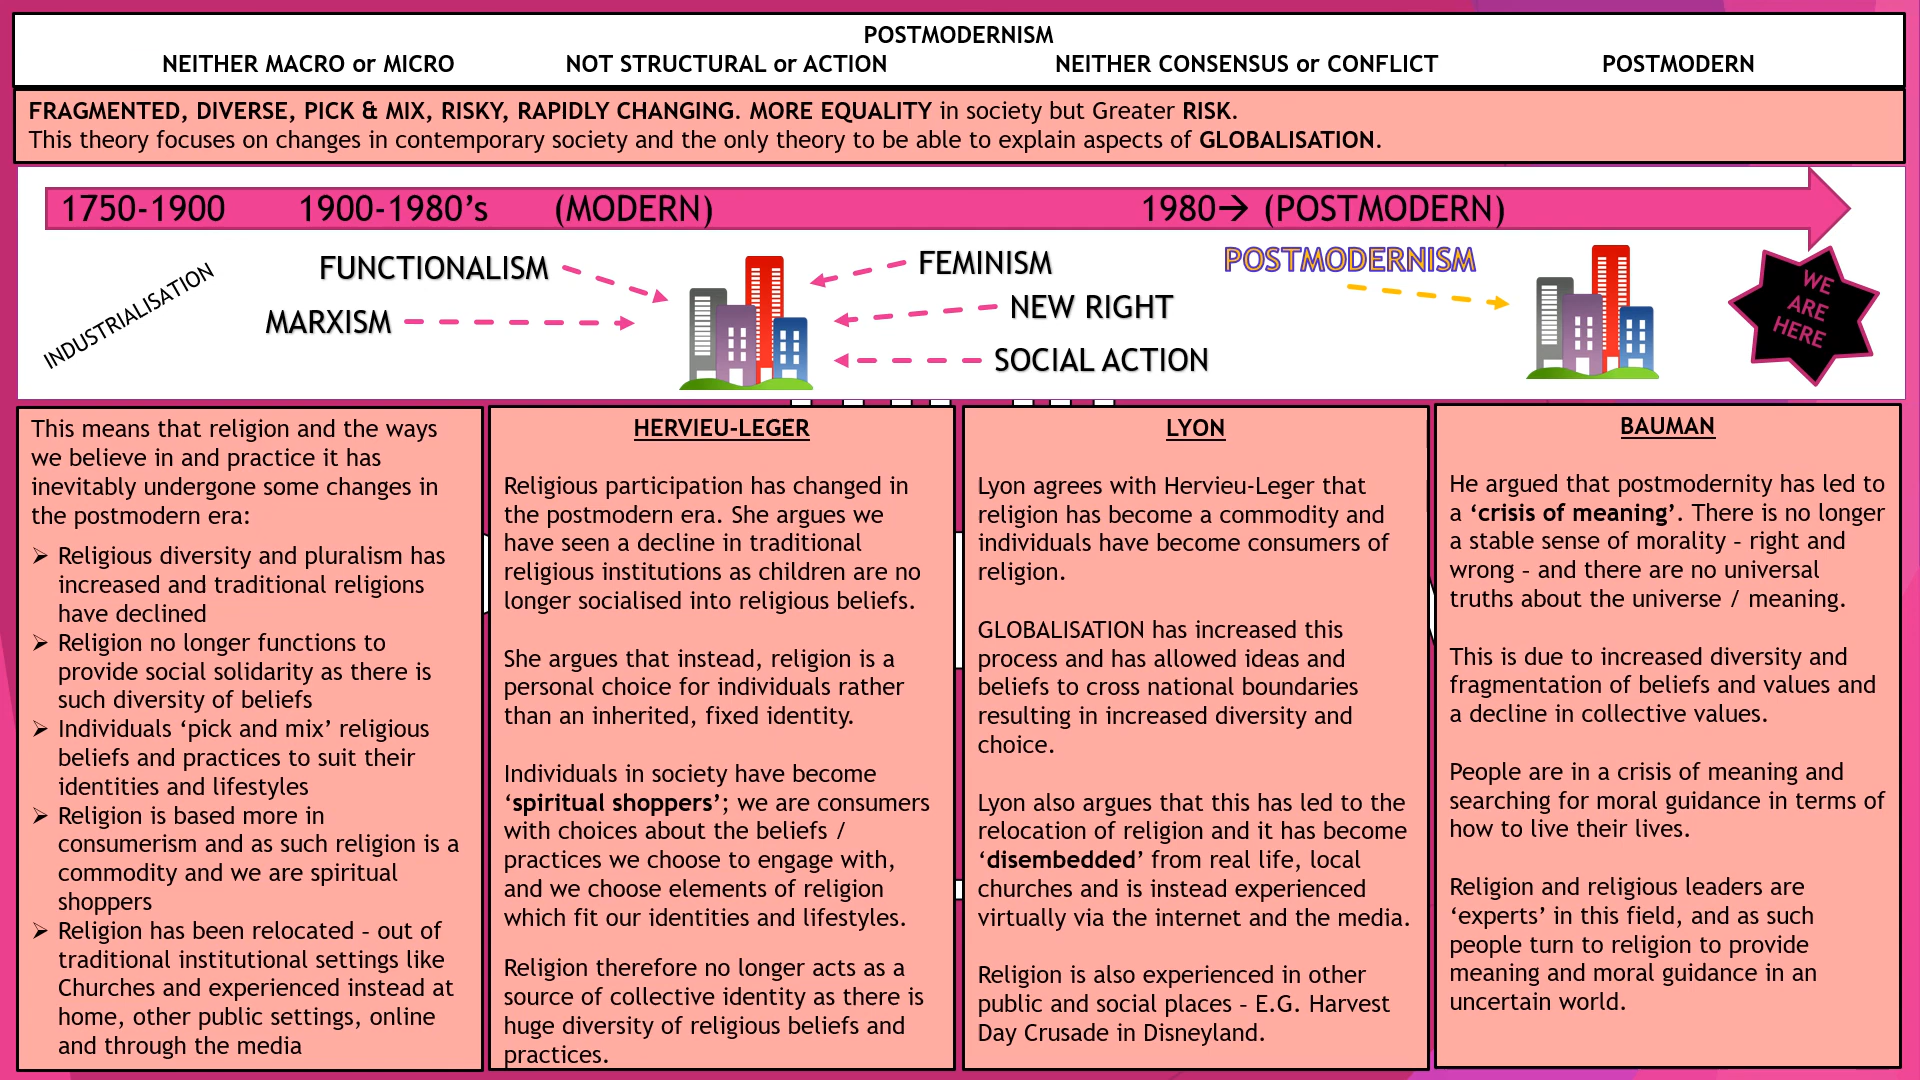 POSTMODERNISM
NEITHER MACRO or MICRO NOT STRUCTURAL or ACTION NEITHER CONSENSUS or CONFLICT POSTMODERN
FRAGMENTED, DIVERSE, PICK & MIX, RISKY, RAPIDLY CHANGING. MORE EQUALITY in society but Greater RISK.
This theory focuses on changes in contemporary society and the only theory to be able to explain aspects of GLOBALISATION.
1750-1900 1900-1980’s (MODERN) 1980→ (POSTMODERN)
INDUSTRIALISATION
FUNCTIONALISM
MARXISM
FEMINISM
NEW RIGHT
SOCIAL ACTION
POSTMODERNISM
WE
ARE
HERE
This means that religion and the ways
we believe in and practice it has
inevitably undergone some changes in
the postmodern era:
➢ Religious diversity and pluralism has
increased and traditional religions
have declined
➢ Religion no longer functions to
provide social solidarity as there is
such diversity of beliefs
➢ Individuals ‘pick and mix’ religious
beliefs and practices to suit their
identities and lifestyles
➢ Religion is based more in
consumerism and as such religion is a
commodity and we are spiritual
shoppers
➢ Religion has been relocated – out of
traditional institutional settings like
Churches and experienced instead at
home, other public settings, online
and through the media
HERVIEU-LEGER
Religious participation has changed in
the postmodern era. She argues we
have seen a decline in traditional
religious institutions as children are no
longer socialised into religious beliefs.
She argues that instead, religion is a
personal choice for individuals rather
than an inherited, fixed identity.
Individuals in society have become
‘spiritual shoppers’; we are consumers
with choices about the beliefs /
practices we choose to engage with,
and we choose elements of religion
which fit our identities and lifestyles.
Religion therefore no longer acts as a
source of collective identity as there is
huge diversity of religious beliefs and
practices.
LYON
Lyon agrees with Hervieu-Leger that
religion has become a commodity and
individuals have become consumers of
religion.
GLOBALISATION has increased this
process and has allowed ideas and
beliefs to cross national boundaries
resulting in increased diversity and
choice.
Lyon also argues that this has led to the
relocation of religion and it has become
‘disembedded’ from real life, local
churches and is instead experienced
virtually via the internet and the media.
Religion is also experienced in other
public and social places – E.G. Harvest
Day Crusade in Disneyland.
BAUMAN
He argued that postmodernity has led to
a ‘crisis of meaning’. There is no longer
a stable sense of morality – right and
wrong – and there are no universal
truths about the universe / meaning.
This is due to increased diversity and
fragmentation of beliefs and values and
a decline in collective values.
People are in a crisis of meaning and
searching for moral guidance in terms of
how to live their lives.
Religion and religious leaders are
‘experts’ in this field, and as such
people turn to religion to provide
meaning and moral guidance in an
uncertain world.